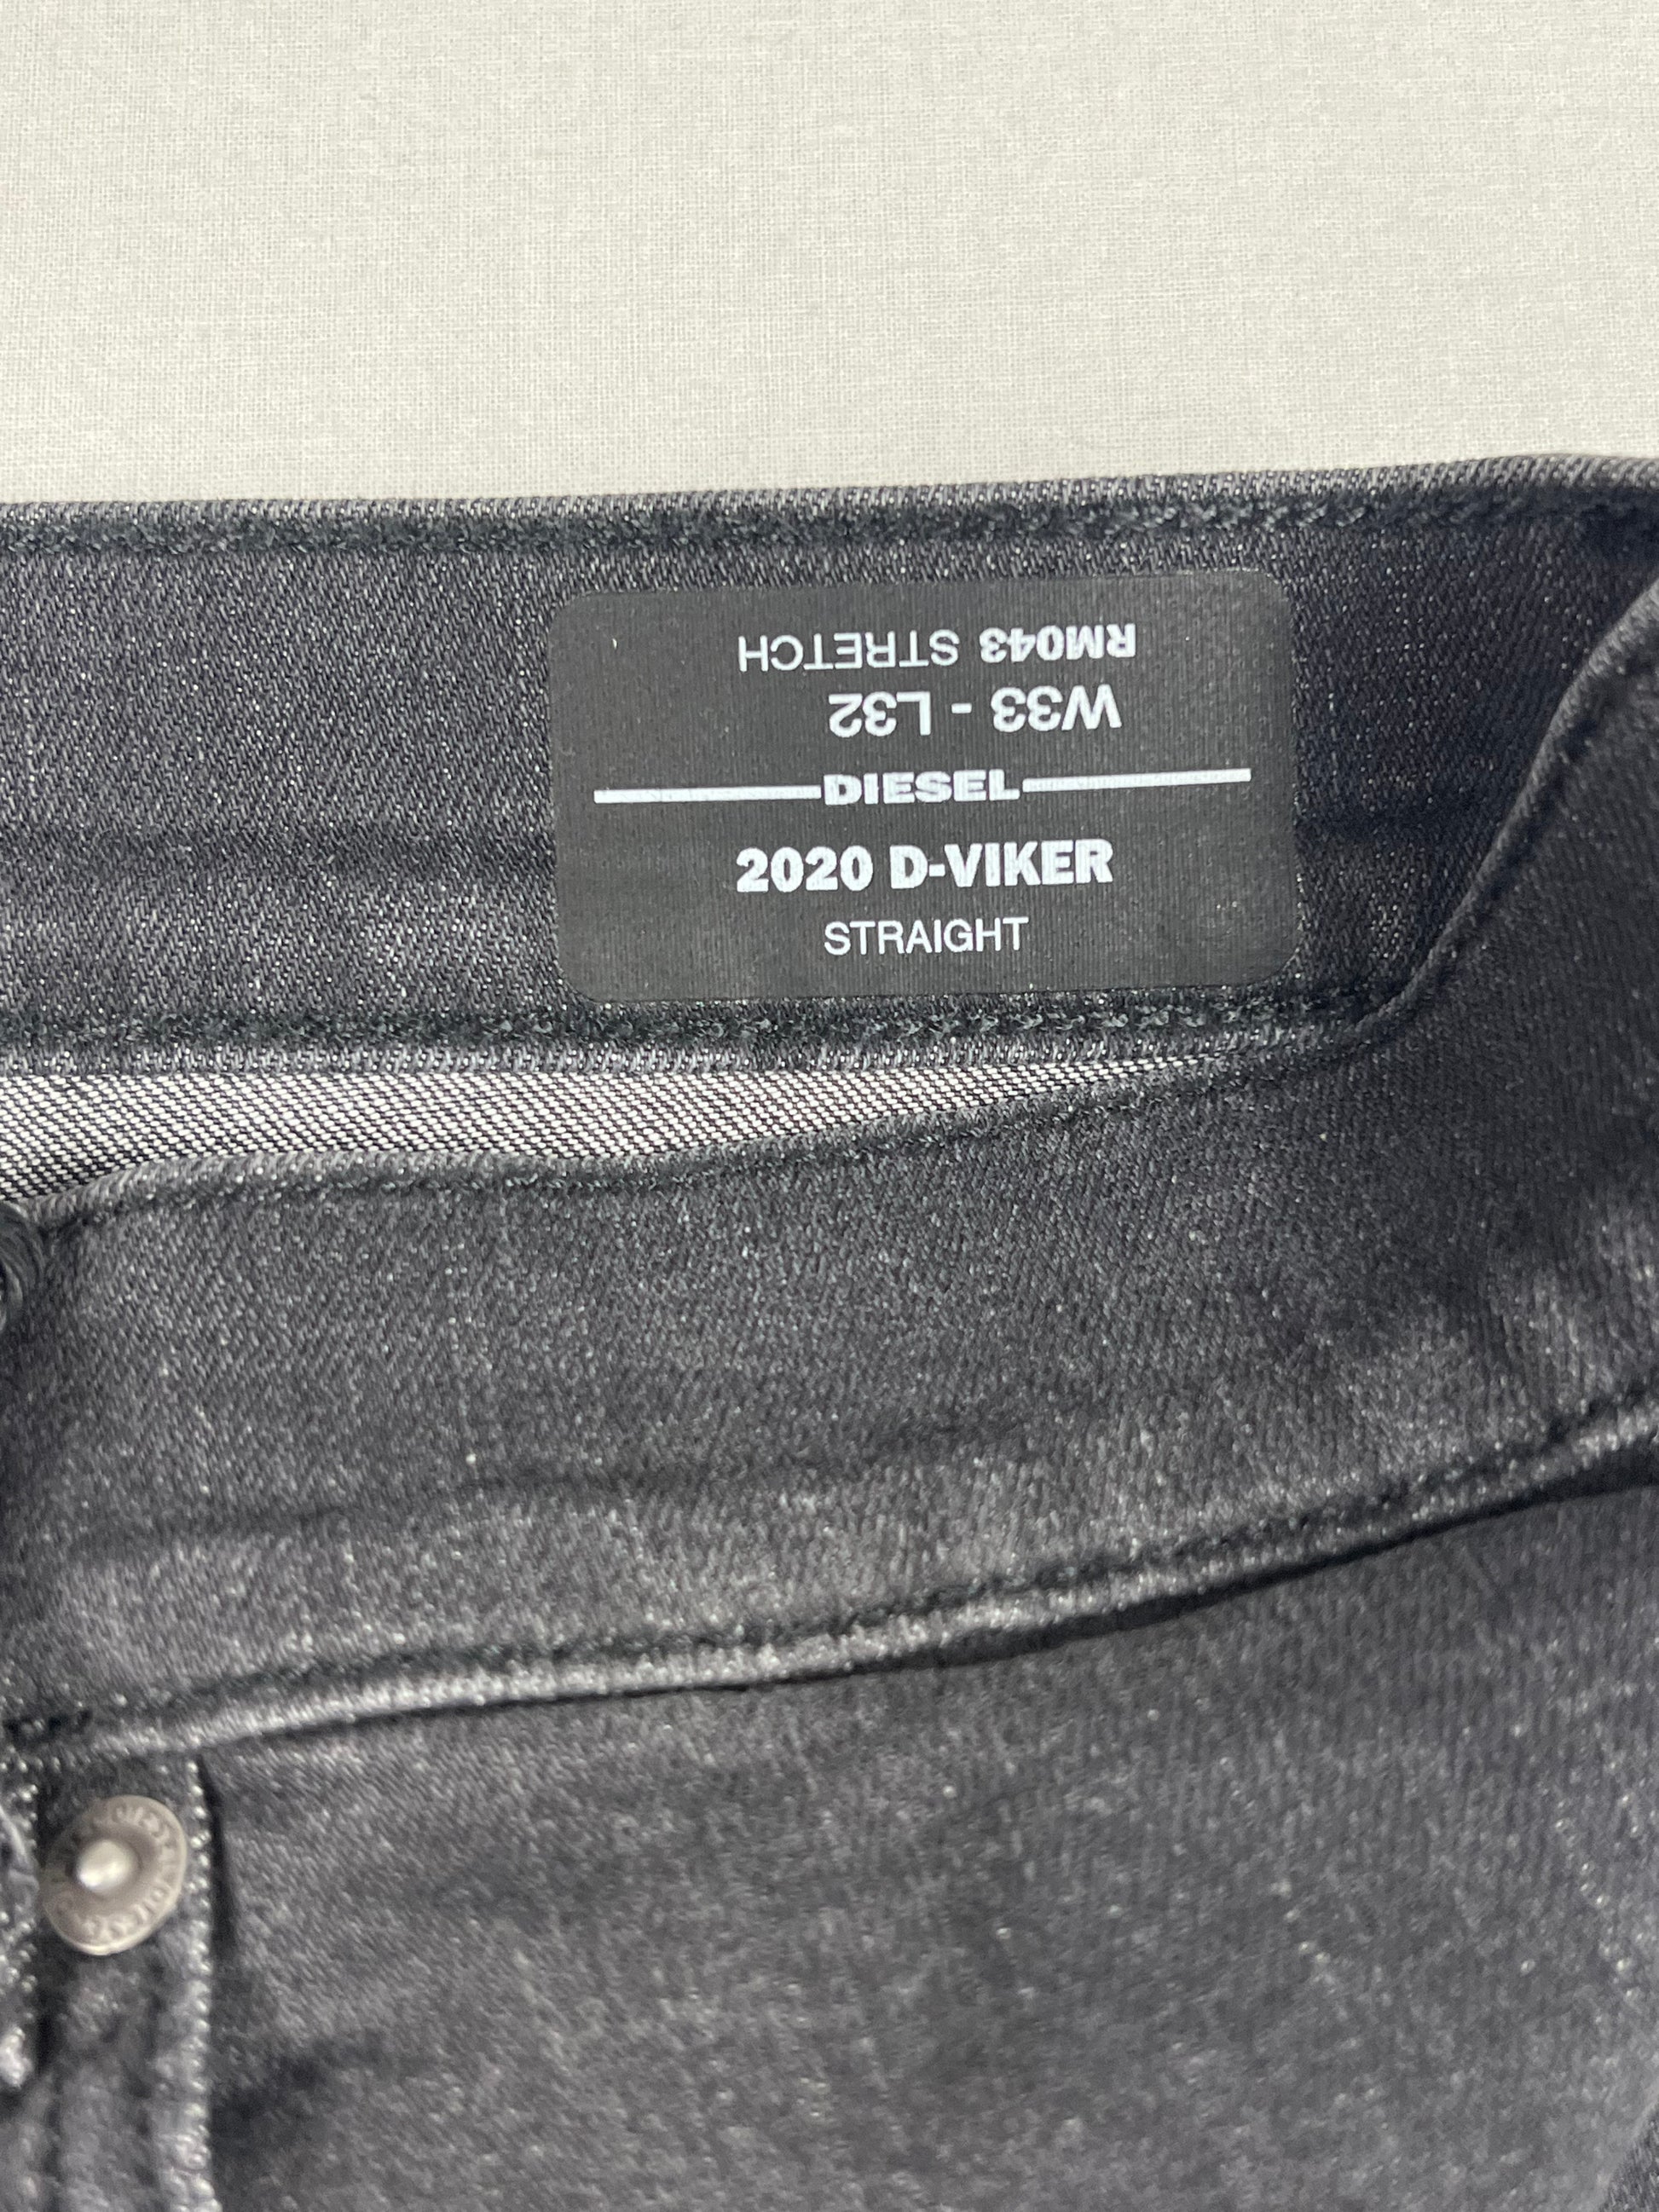 RM043 STRETCH
W33 - L32
DIESEL
2020 D-VIKER
STRAIGHT